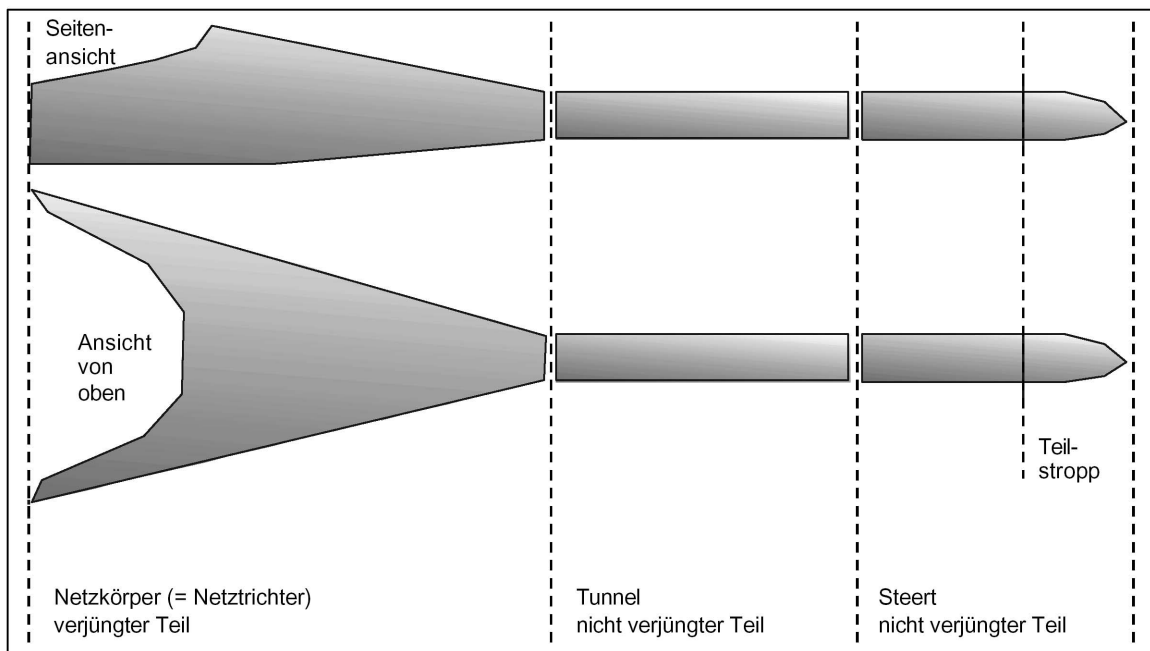 Seiten-
ansicht
Ansicht
von
oben
Teil-
stropp
Netzkörper (= Netztrichter)
verjüngter Teil
Tunnel
nicht verjüngter Teil
Steert
nicht verjüngter Teil